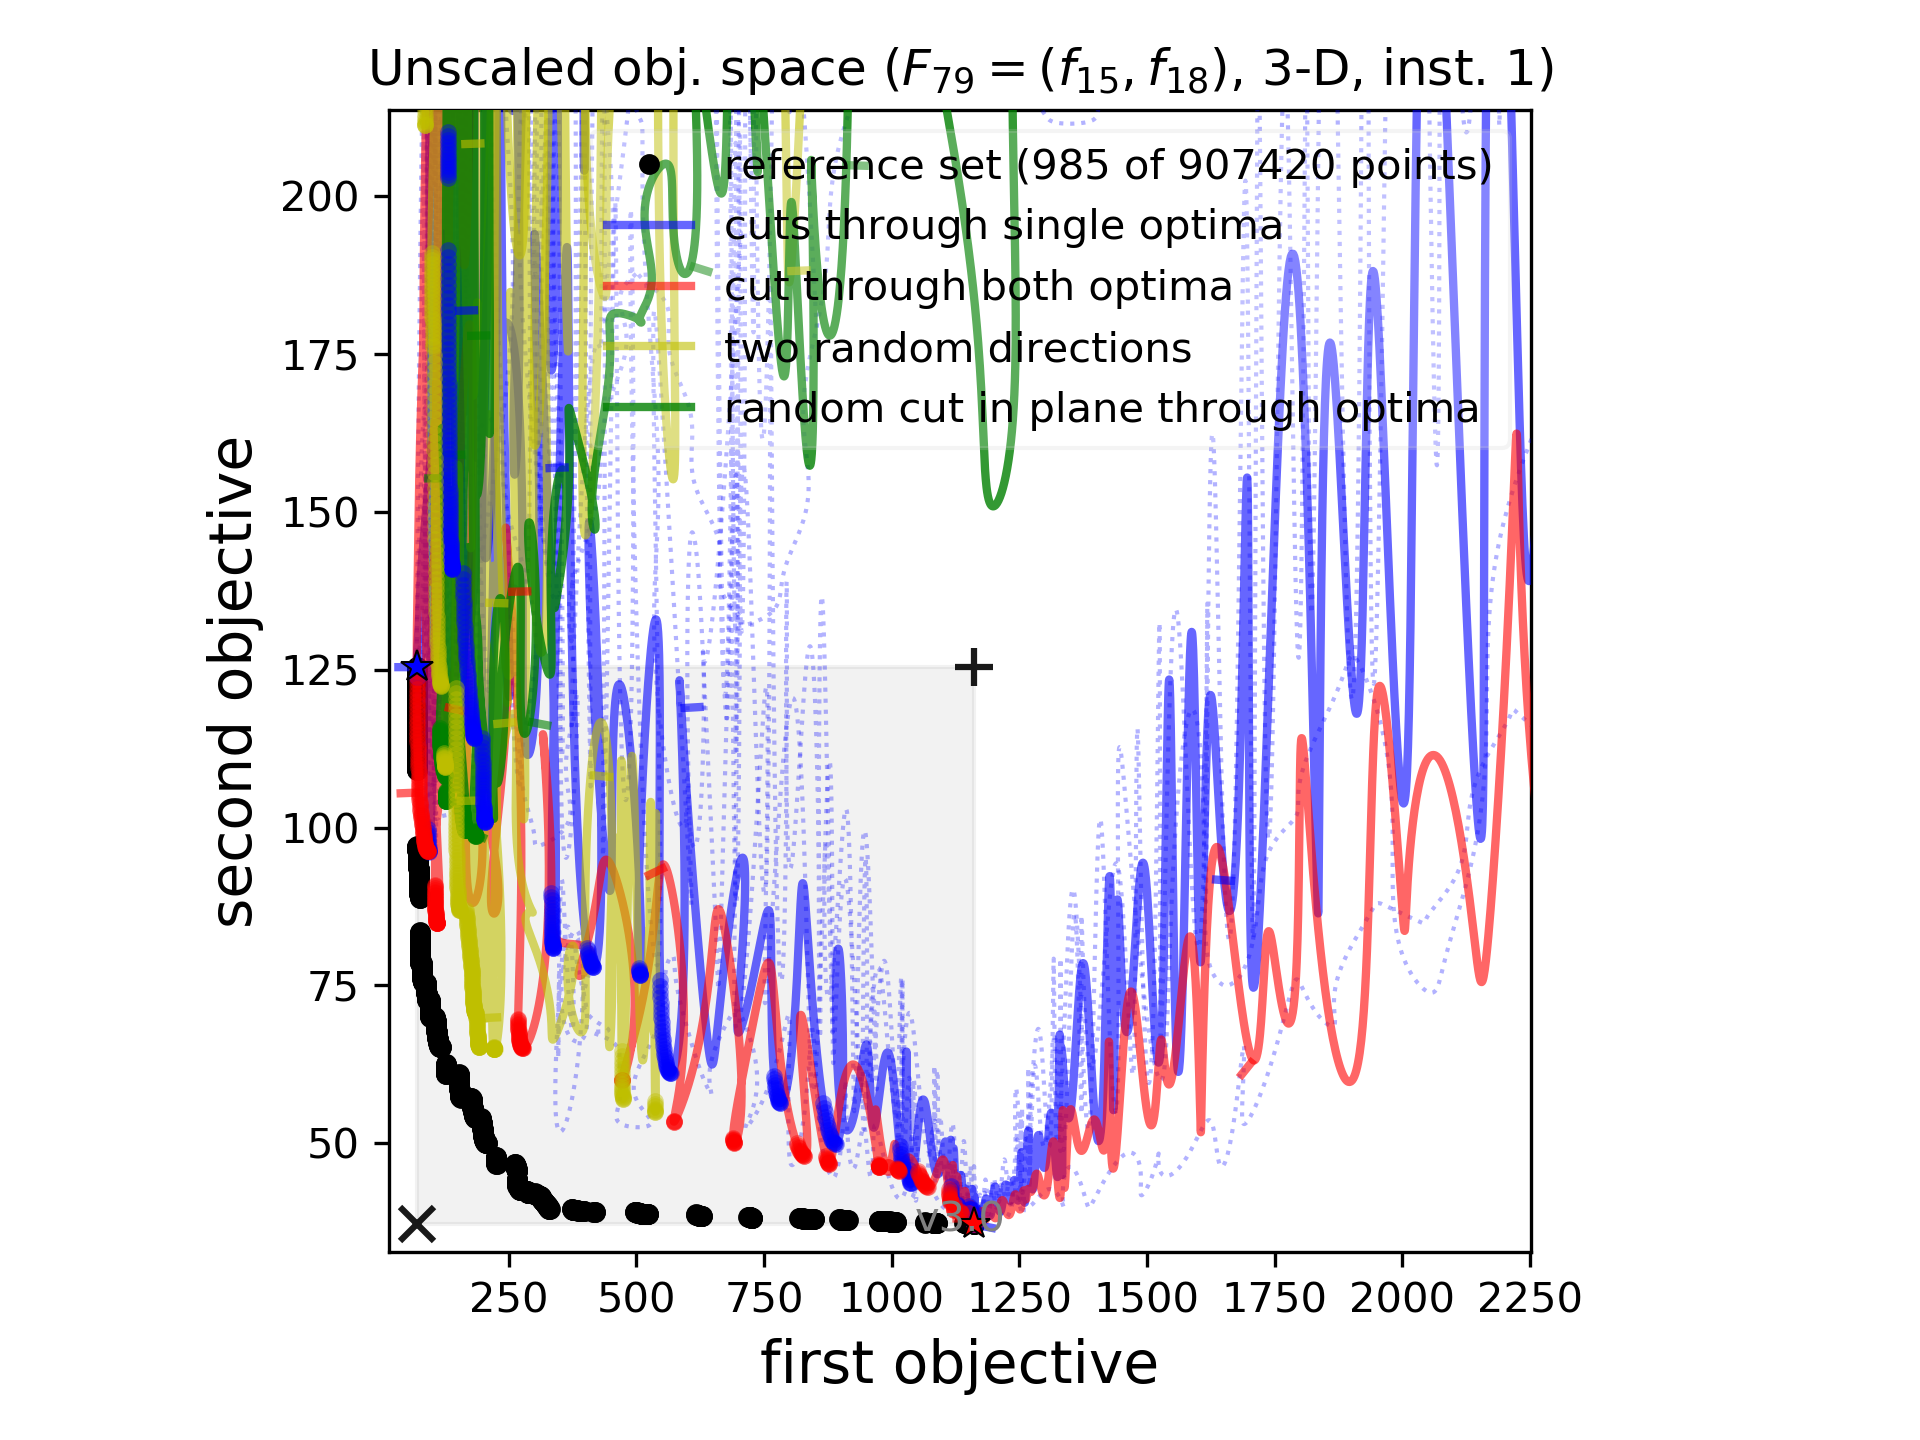 Unscaled obj. space (F79 = (f15, f18), 3-D, inst. 1)
reference set (985 of 907420 points)
cuts through single optima
cut through both optima
two random directions
random cut in plane through optima
200
175
150
125
100
75
50
second objective
v3.0
250 500 750 1000 1250 1500 1750 2000 2250
first objective